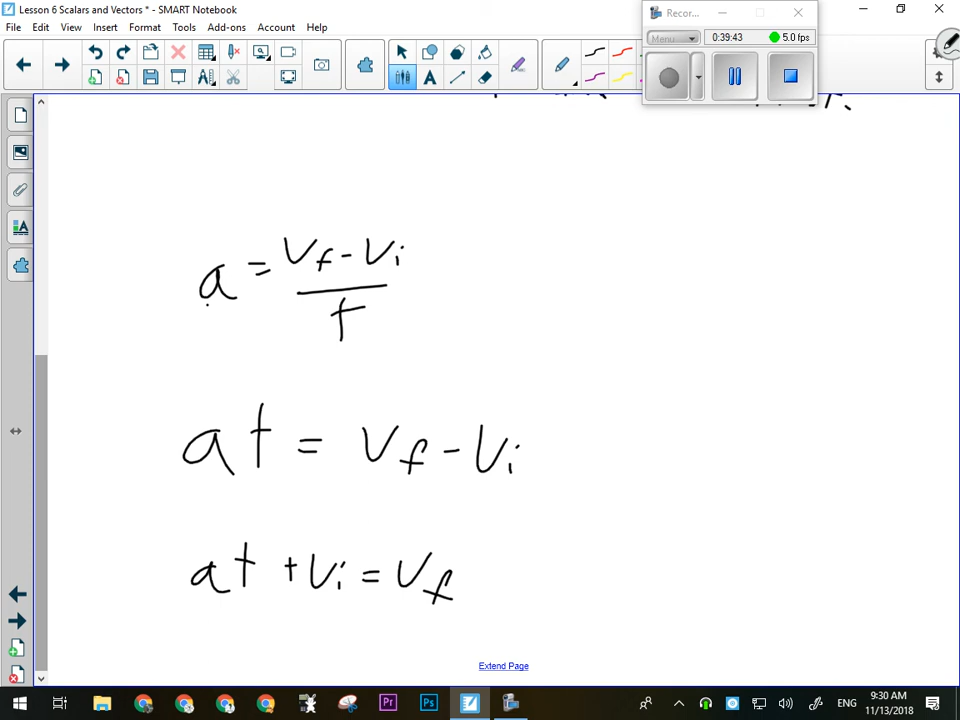 Lesson 6 Scalars and Vectors * - SMART Notebook
File Edit View Insert Format Tools Add-ons Account Help
Recor...
Menu
0:39:43
5.0 fps
a = Vf - Vi
t
at = Vf - Vi
at + Vi = Vf
Extend Page
Pr Ps
ENG
9:30 AM
11/13/2018